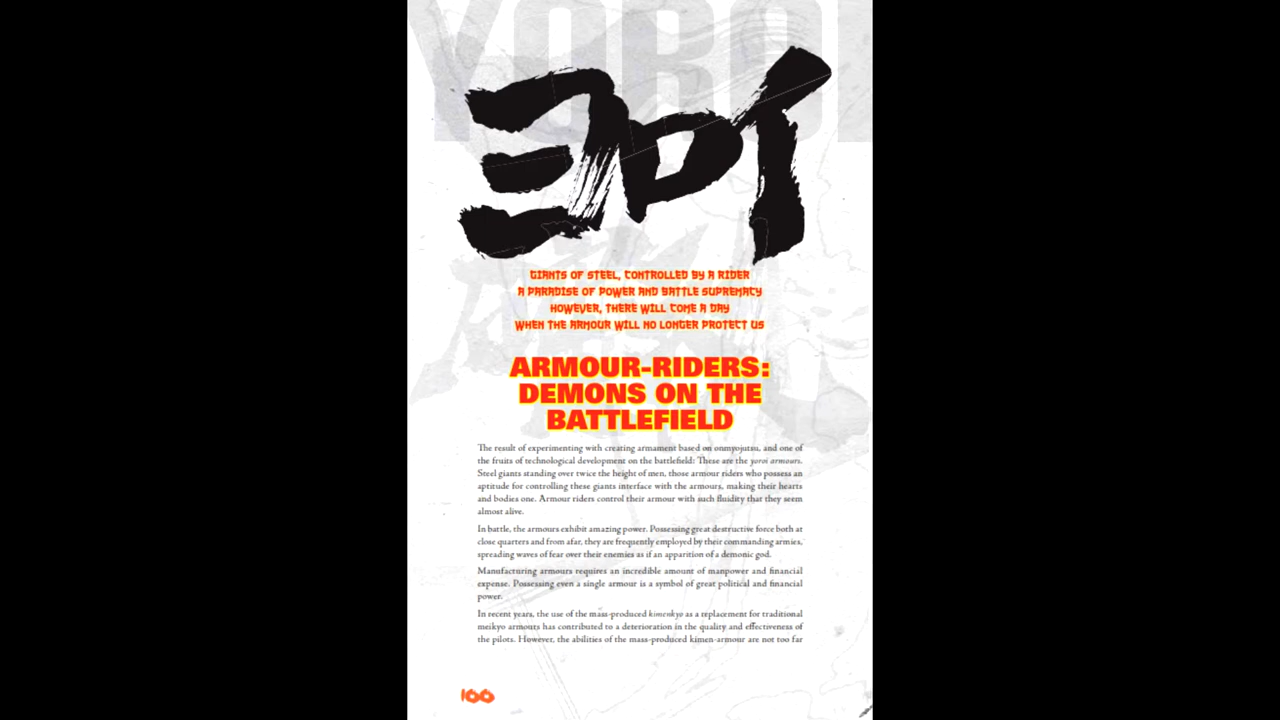 YOROI
ヨロイ
GIANTS OF STEEL, CONTROLLED BY A RIDER
A PARADISE OF POWER AND BATTLE SUPREMACY
HOWEVER, THERE WILL COME A DAY
WHEN THE ARMOUR WILL NO LONGER PROTECT US
ARMOUR-RIDERS:
DEMONS ON THE
BATTLEFIELD
The result of experimenting with creating armament based on onmyojutsu, and one of
the fruits of technological development on the battlefield: These are the yoroi armours.
Steel giants standing over twice the height of men, those armour riders who possess an
aptitude for controlling these giants interface with the armours, making their hearts
and bodies one. Armour riders control their armour with such fluidity that they seem
almost alive.
In battle, the armours exhibit amazing power. Possessing great destructive force both at
close quarters and from afar, they are frequently employed by their commanding armies,
spreading waves of fear over their enemies as if an apparition of a demonic god.
Manufacturing armours requires an incredible amount of manpower and financial
expense. Possessing even a single armour is a symbol of great political and financial
power.
In recent years, the use of the mass-produced kimenkyo as a replacement for traditional
meikyo armours has contributed to a deterioration in the quality and effectiveness of
the pilots. However, the abilities of the mass-produced kimen-armour are not too far
166